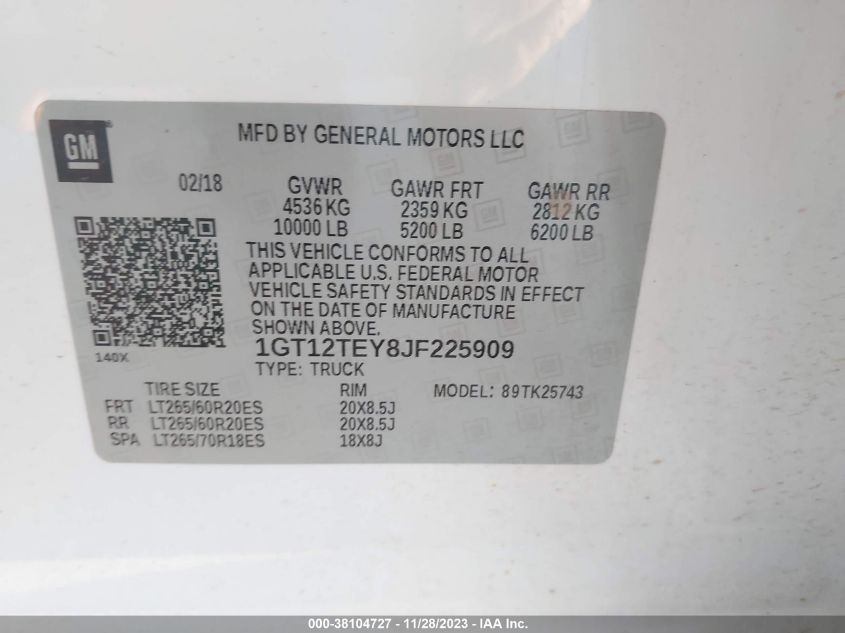 GM
MFD BY GENERAL MOTORS LLC
02/18 GVWR GAWR FRT GAWR RR
4536 KG 2359 KG 2812 KG
10000 LB 5200 LB 6200 LB
THIS VEHICLE CONFORMS TO ALL
APPLICABLE U.S. FEDERAL MOTOR
VEHICLE SAFETY STANDARDS IN EFFECT
ON THE DATE OF MANUFACTURE
SHOWN ABOVE.
140X
1GT12TEY8JF225909
TYPE: TRUCK
TIRE SIZE RIM MODEL: 89TK25743
FRT LT265/60R20ES 20X8.5J
RR LT265/60R20ES 20X8.5J
SPA LT265/70R18ES 18X8J
000-38104727 - 11/28/2023 - IAA Inc.